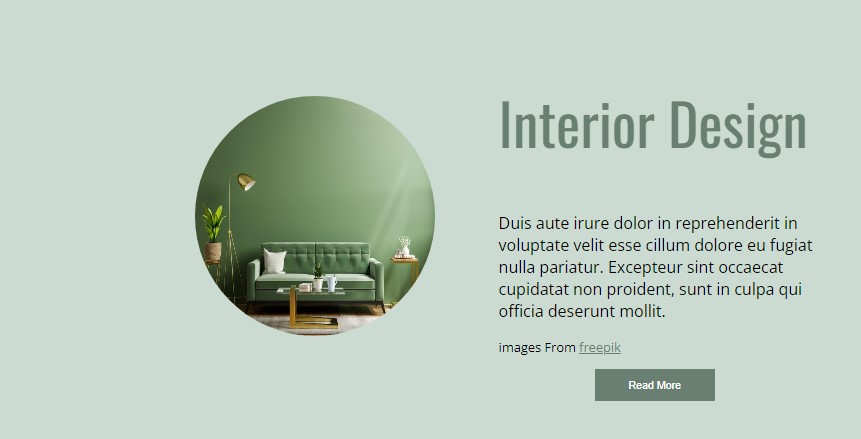 Interior Design
Duis aute irure dolor in reprehenderit in
voluptate velit esse cillum dolore eu fugiat
nulla pariatur. Excepteur sint occaecat
cupidatat non proident, sunt in culpa qui
officia deserunt mollit.
images From freepik
Read More